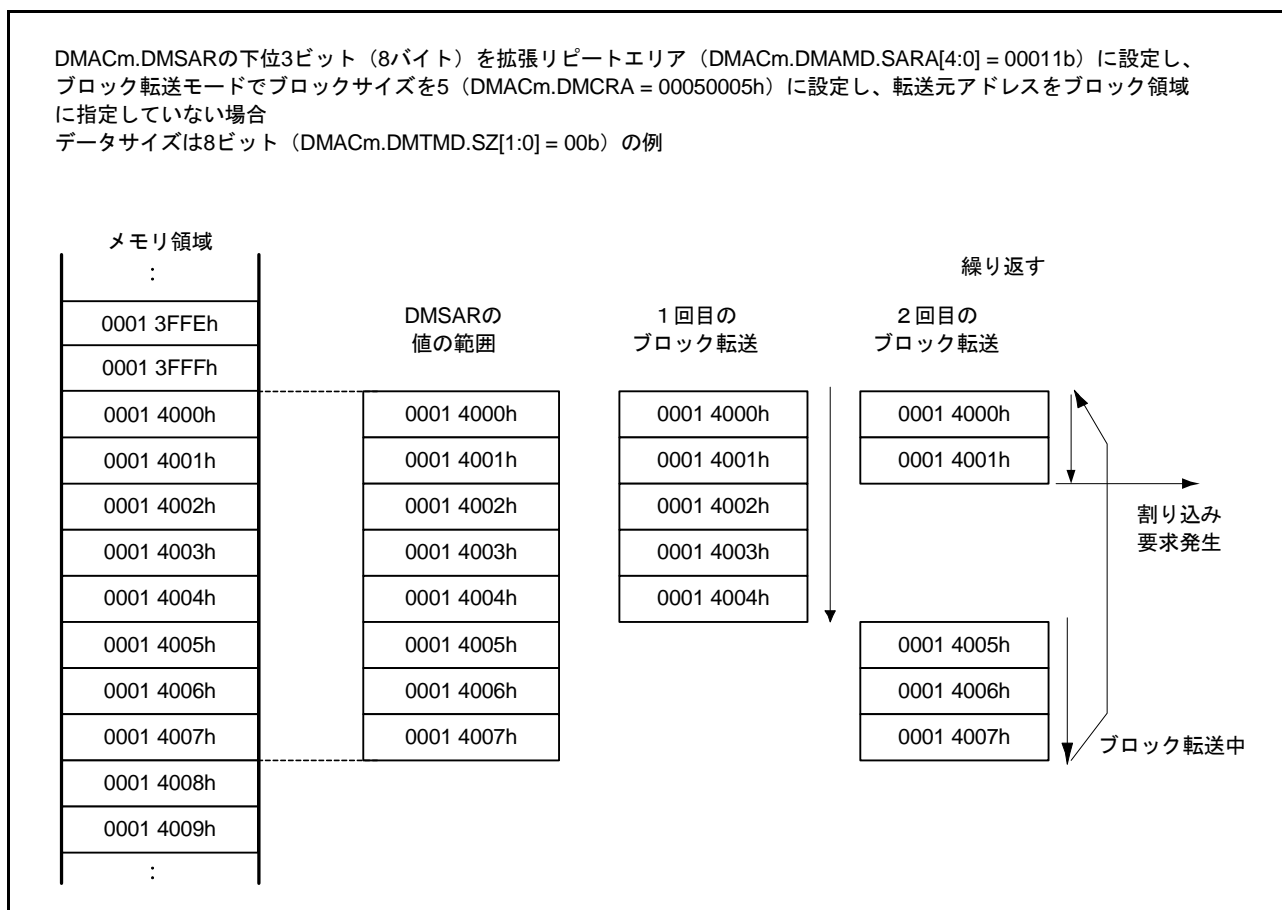 DMACm.DMSARの下位3ビット（8バイト）を拡張リピートエリア（DMACm.DMAMD.SARA[4:0] = 00011b）に設定し、
ブロック転送モードでブロックサイズを5（DMACm.DMCRA = 00050005h）に設定し、転送元アドレスをブロック領域
に指定していない場合
データサイズは8ビット（DMACm.DMTMD.SZ[1:0] = 00b）の例
メモリ領域
:
0001 3FFEh
0001 3FFFh
0001 4000h
0001 4001h
0001 4002h
0001 4003h
0001 4004h
0001 4005h
0001 4006h
0001 4007h
0001 4008h
0001 4009h
:
DMSARの
値の範囲
0001 4000h
0001 4001h
0001 4002h
0001 4003h
0001 4004h
0001 4005h
0001 4006h
0001 4007h
１回目の
ブロック転送
0001 4000h
0001 4001h
0001 4002h
0001 4003h
0001 4004h
繰り返す
２回目の
ブロック転送
0001 4000h
0001 4001h
0001 4005h
0001 4006h
0001 4007h
割り込み
要求発生
ブロック転送中